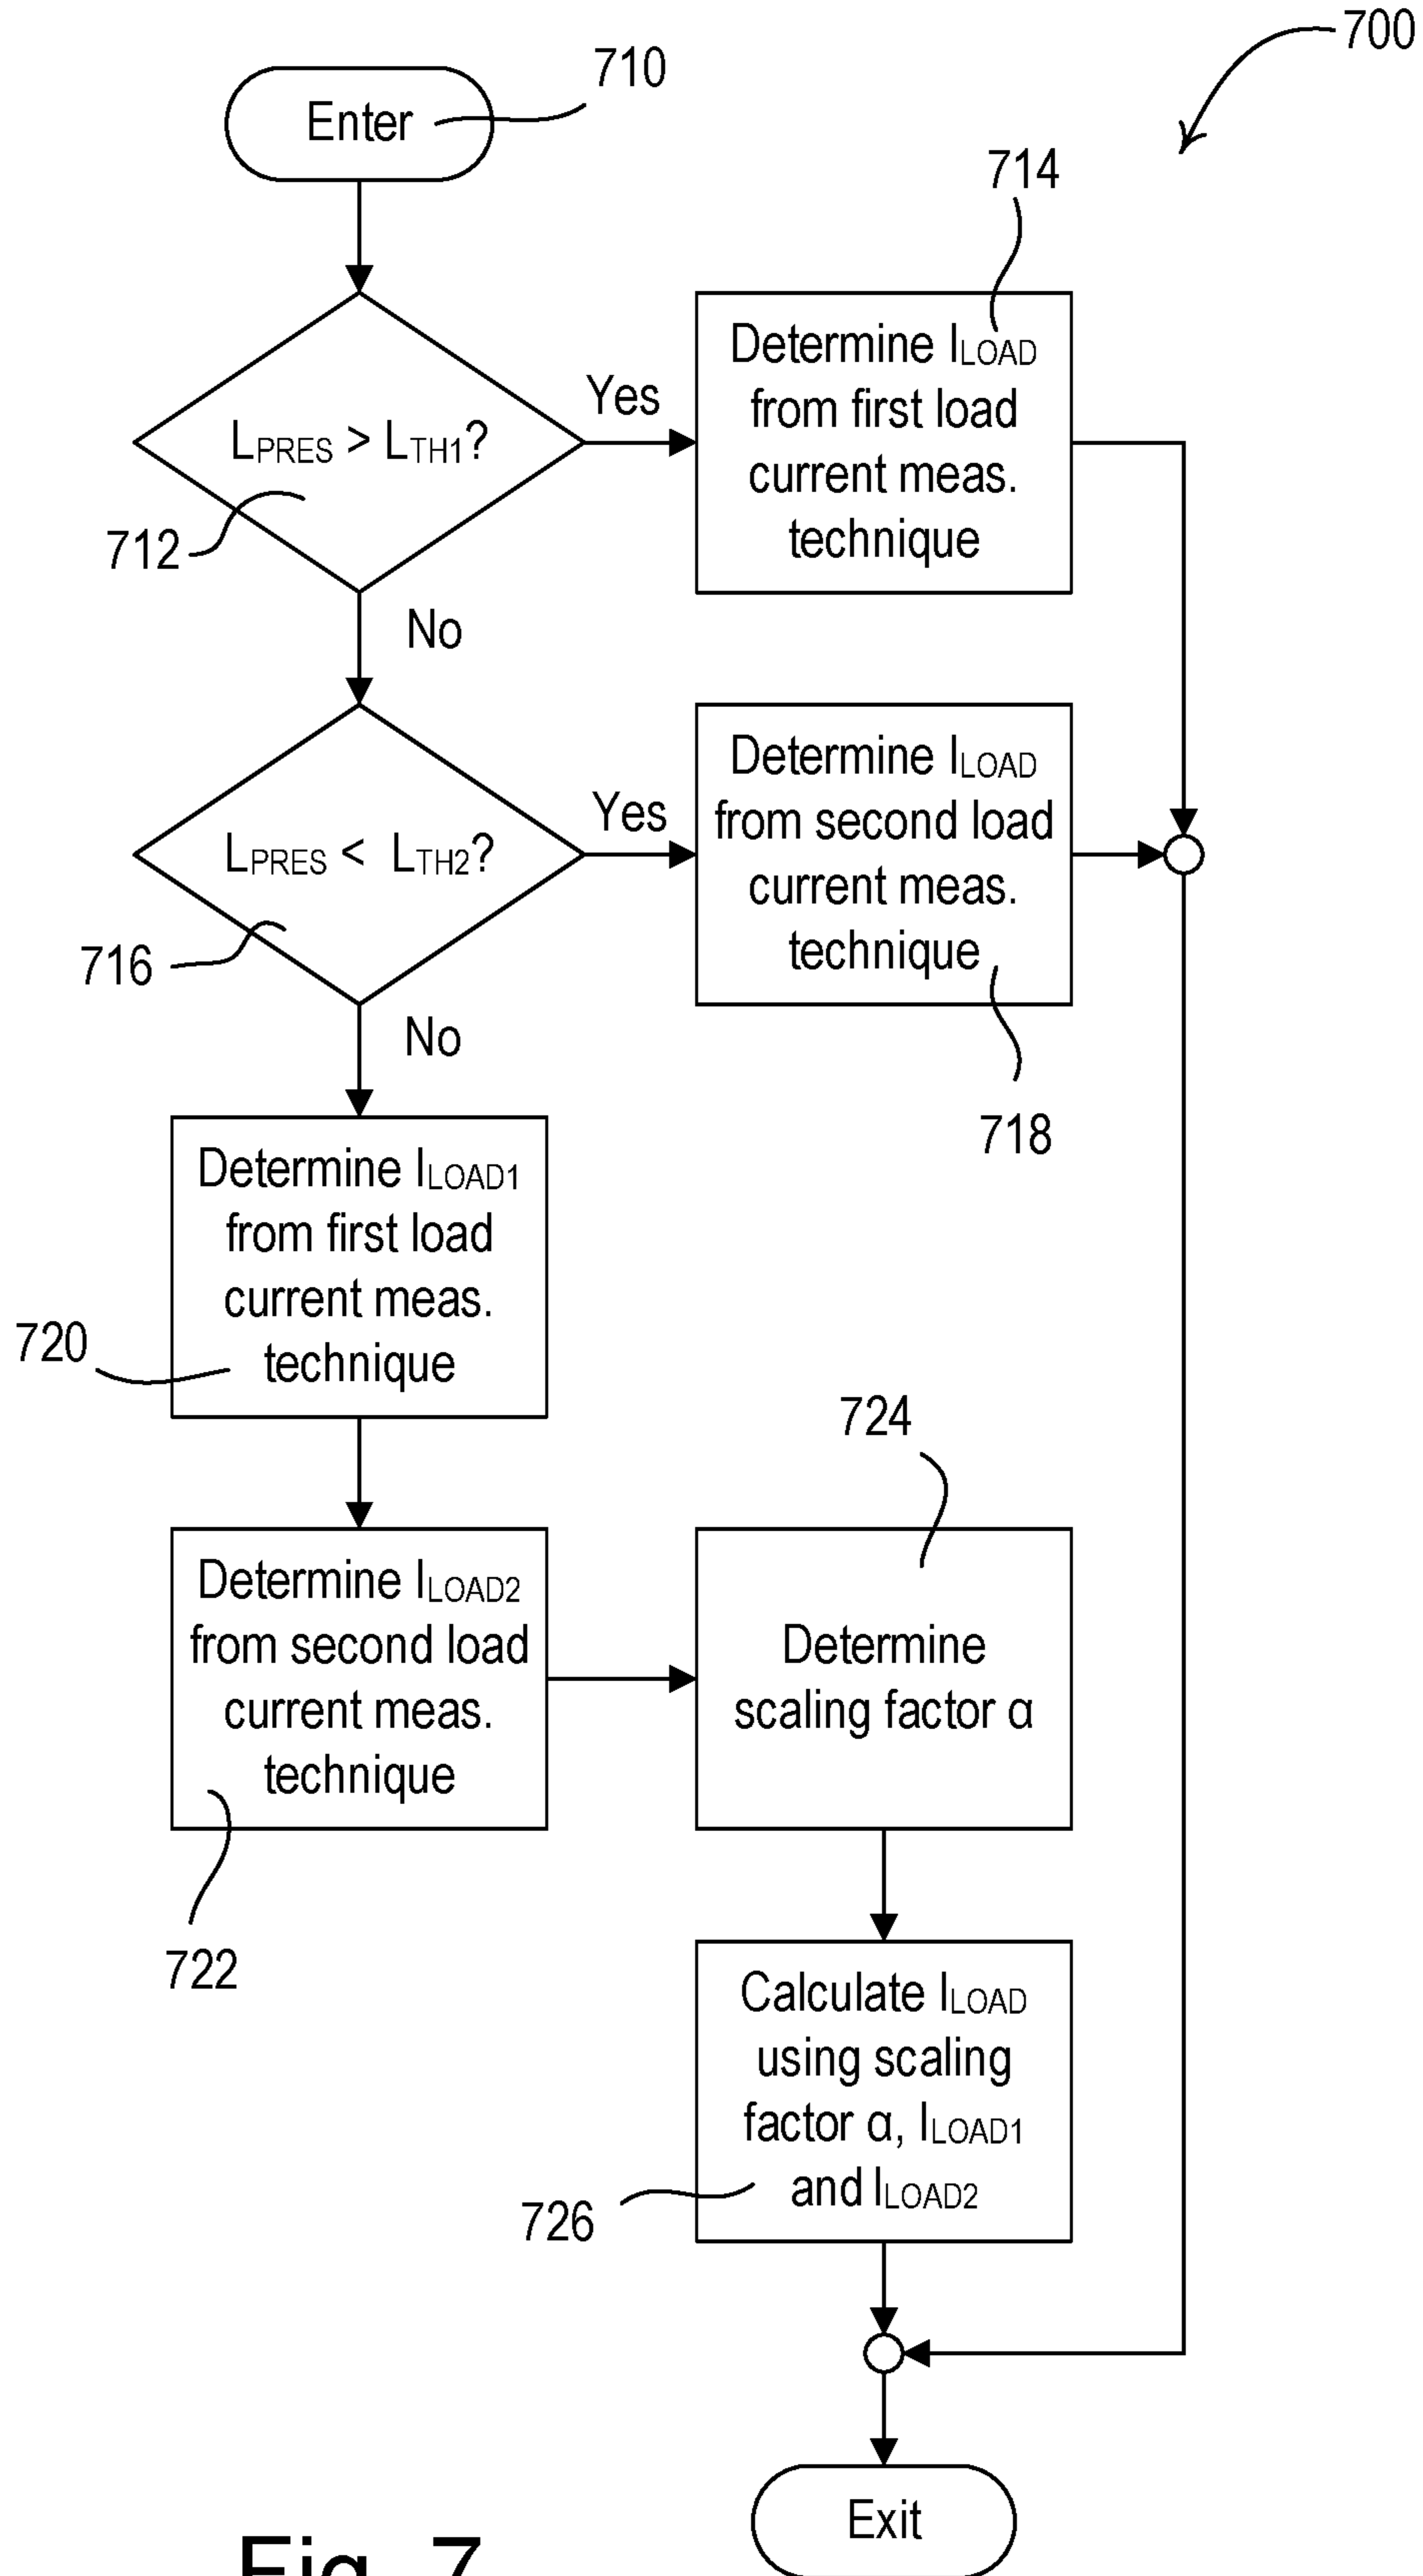 700
710
Enter
714
Determine ILOAD
from first load
current meas.
technique
Yes
LPRES > LTH1?
712
No
Determine ILOAD
from second load
current meas.
technique
Yes
LPRES < LTH2?
716
718
No
Determine ILOAD1
from first load
current meas.
technique
720
724
Determine ILOAD2
from second load
current meas.
technique
722
Determine
scaling factor α
Calculate ILOAD
using scaling
factor α, ILOAD1
and ILOAD2
726
Exit
Fig. 7